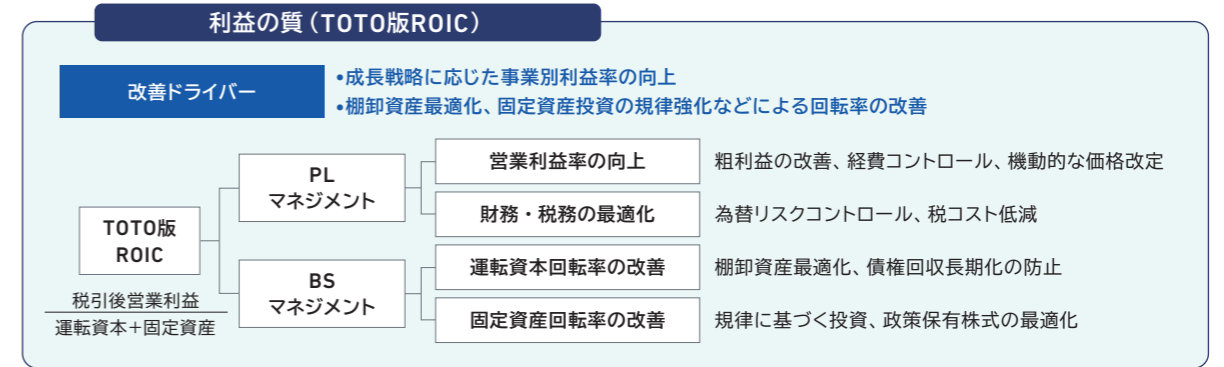 利益の質（TOTO版ROIC）
改善ドライバー
•成長戦略に応じた事業別利益率の向上
•棚卸資産最適化、固定資産投資の規律強化などによる回転率の改善
TOTO版
ROIC
税引後営業利益
運転資本＋固定資産
PL
マネジメント
営業利益率の向上
粗利益の改善、経費コントロール、機動的な価格改定
財務・税務の最適化
為替リスクコントロール、税コスト低減
BS
マネジメント
運転資本回転率の改善
棚卸資産最適化、債権回収長期化の防止
固定資産回転率の改善
規律に基づく投資、政策保有株式の最適化